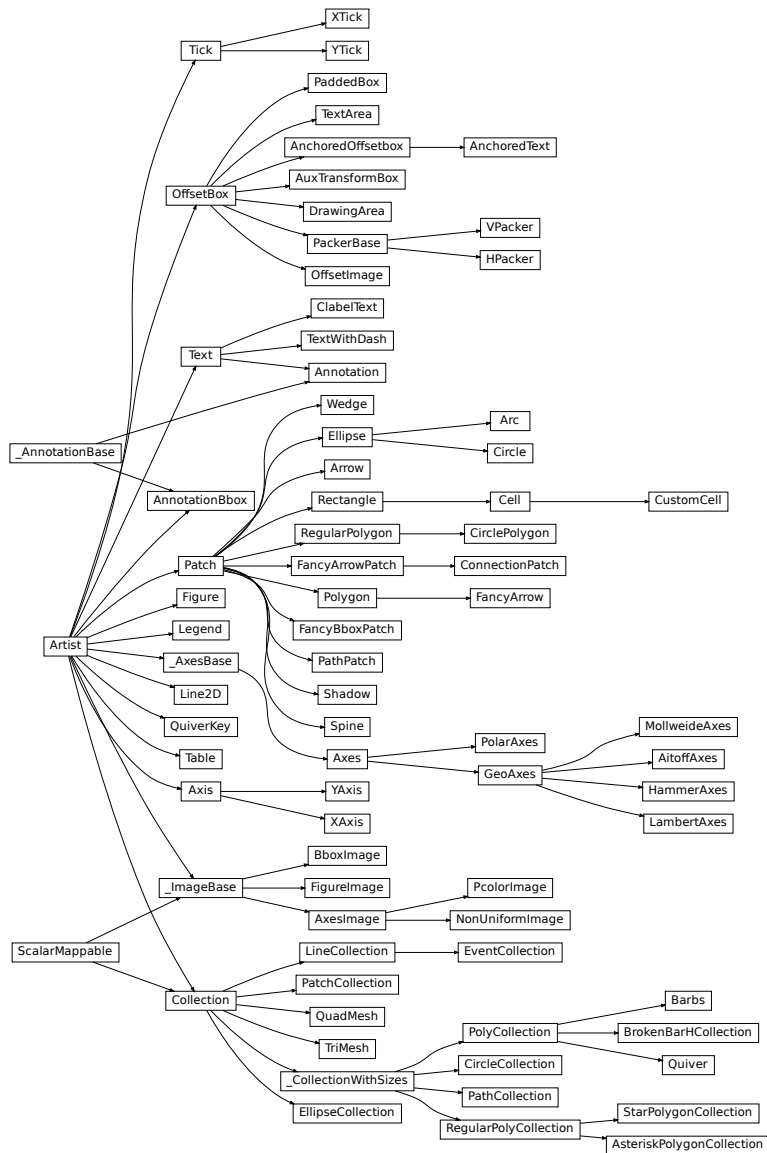 XTick
Tick
YTick
PaddedBox
TextArea
AnchoredOffsetbox
AnchoredText
AuxTransformBox
OffsetBox
DrawingArea
VPacker
PackerBase
HPacker
OffsetImage
ClabelText
TextWithDash
Text
Annotation
Wedge
Arc
Ellipse
_AnnotationBase
Circle
Arrow
AnnotationBbox
Rectangle
Cell
CustomCell
RegularPolygon
CirclePolygon
Patch
FancyArrowPatch
ConnectionPatch
Figure
Polygon
FancyArrow
Legend
FancyBboxPatch
Artist
_AxesBase
PathPatch
Line2D
Shadow
QuiverKey
Spine
MollweideAxes
PolarAxes
Table
Axes
AitoffAxes
GeoAxes
Axis
YAxis
HammerAxes
XAxis
LambertAxes
BboxImage
_ImageBase
FigureImage
PcolorImage
AxesImage
NonUniformImage
ScalarMappable
LineCollection
EventCollection
PatchCollection
Collection
Barbs
QuadMesh
PolyCollection
BrokenBarHCollection
TriMesh
CircleCollection
Quiver
_CollectionWithSizes
PathCollection
EllipseCollection
StarPolygonCollection
RegularPolyCollection
AsteriskPolygonCollection